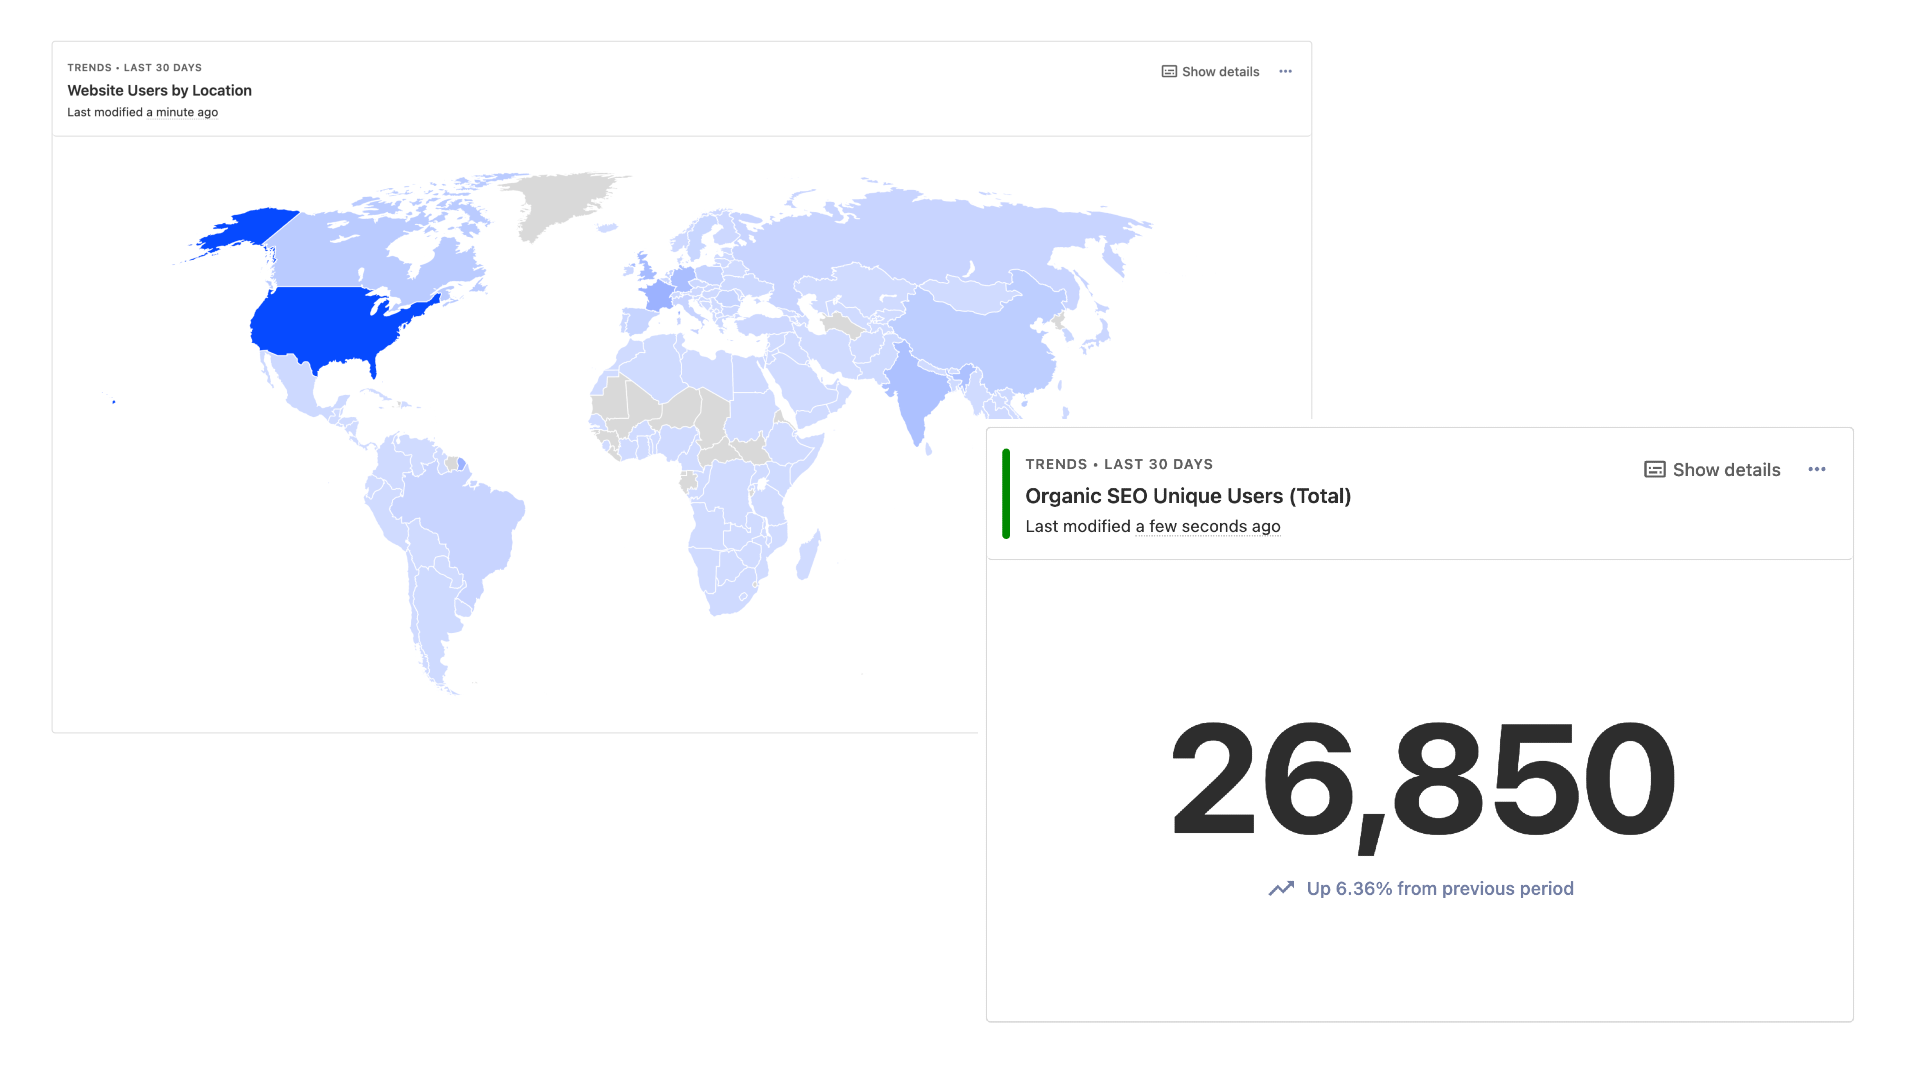 TRENDS • LAST 30 DAYS
Website Users by Location
Last modified a minute ago
Show details
TRENDS • LAST 30 DAYS
Organic SEO Unique Users (Total)
Last modified a few seconds ago
Show details
26,850
Up 6.36% from previous period